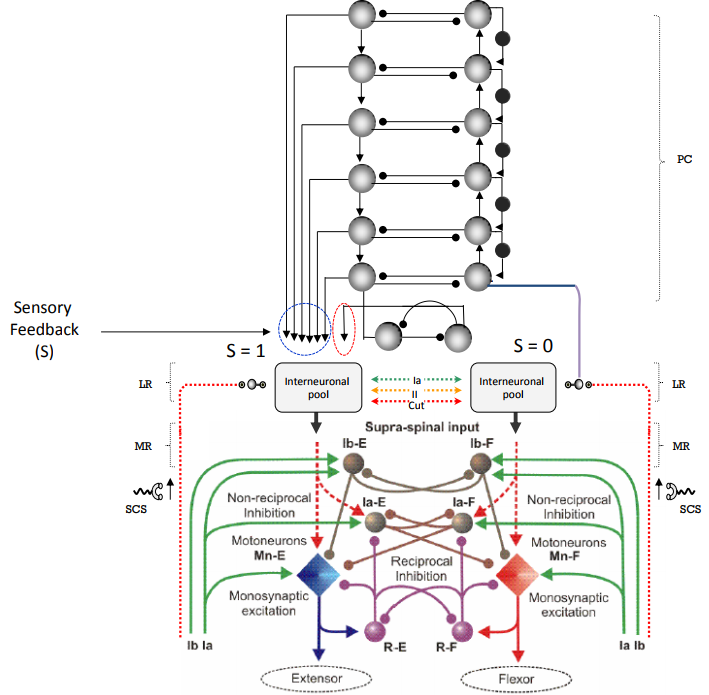 PC
Sensory
Feedback
(S)
S = 1
S = 0
LR
Interneuronal
pool
Ia
II
Cut
Interneuronal
pool
LR
Supra-spinal input
MR
Ib-E
Ib-F
MR
SCS
SCS
Non-reciprocal
Inhibition
Ia-E
Ia-F
Non-reciprocal
Inhibition
Motoneurons
Mn-E
Motoneurons
Mn-F
Reciprocal
Inhibition
Monosynaptic
excitation
Monosynaptic
excitation
Ib Ia
R-E
R-F
Ia Ib
Extensor
Flexor